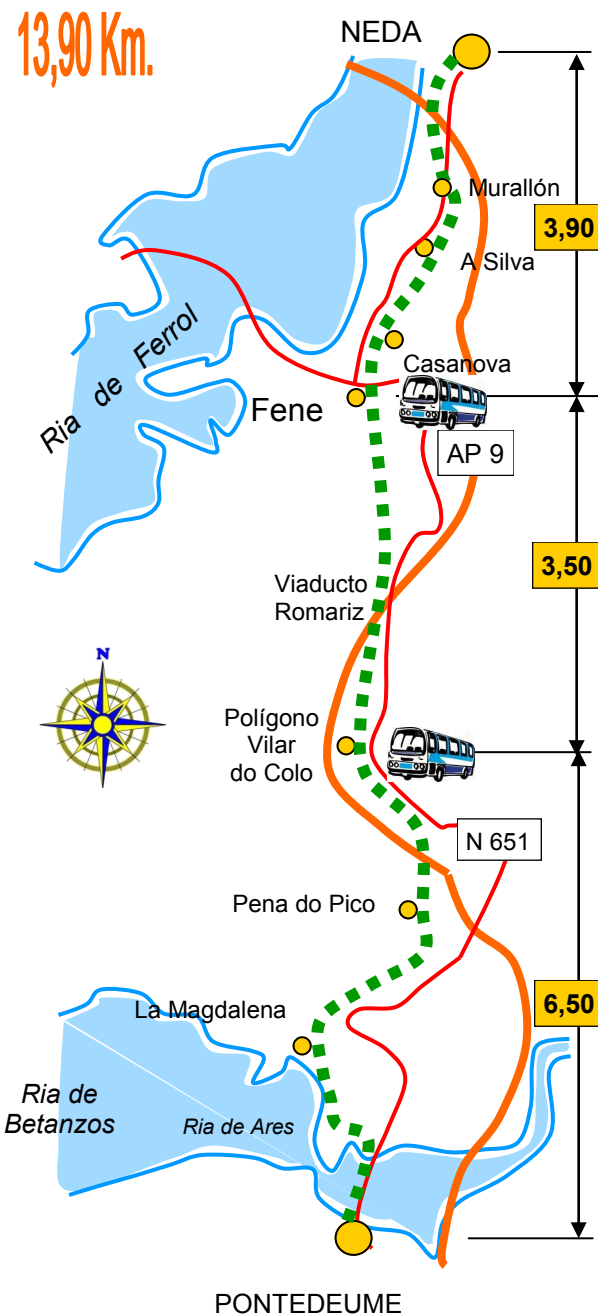 13,90 Km.
NEDA
Murallón
3,90
A Silva
Ria de Ferrol
Casanova
Fene
AP 9
3,50
Viaducto
Romariz
N
Polígono
Vilar
do Colo
N 651
Pena do Pico
6,50
La Magdalena
Ria de
Betanzos
Ria de Ares
PONTEDEUME